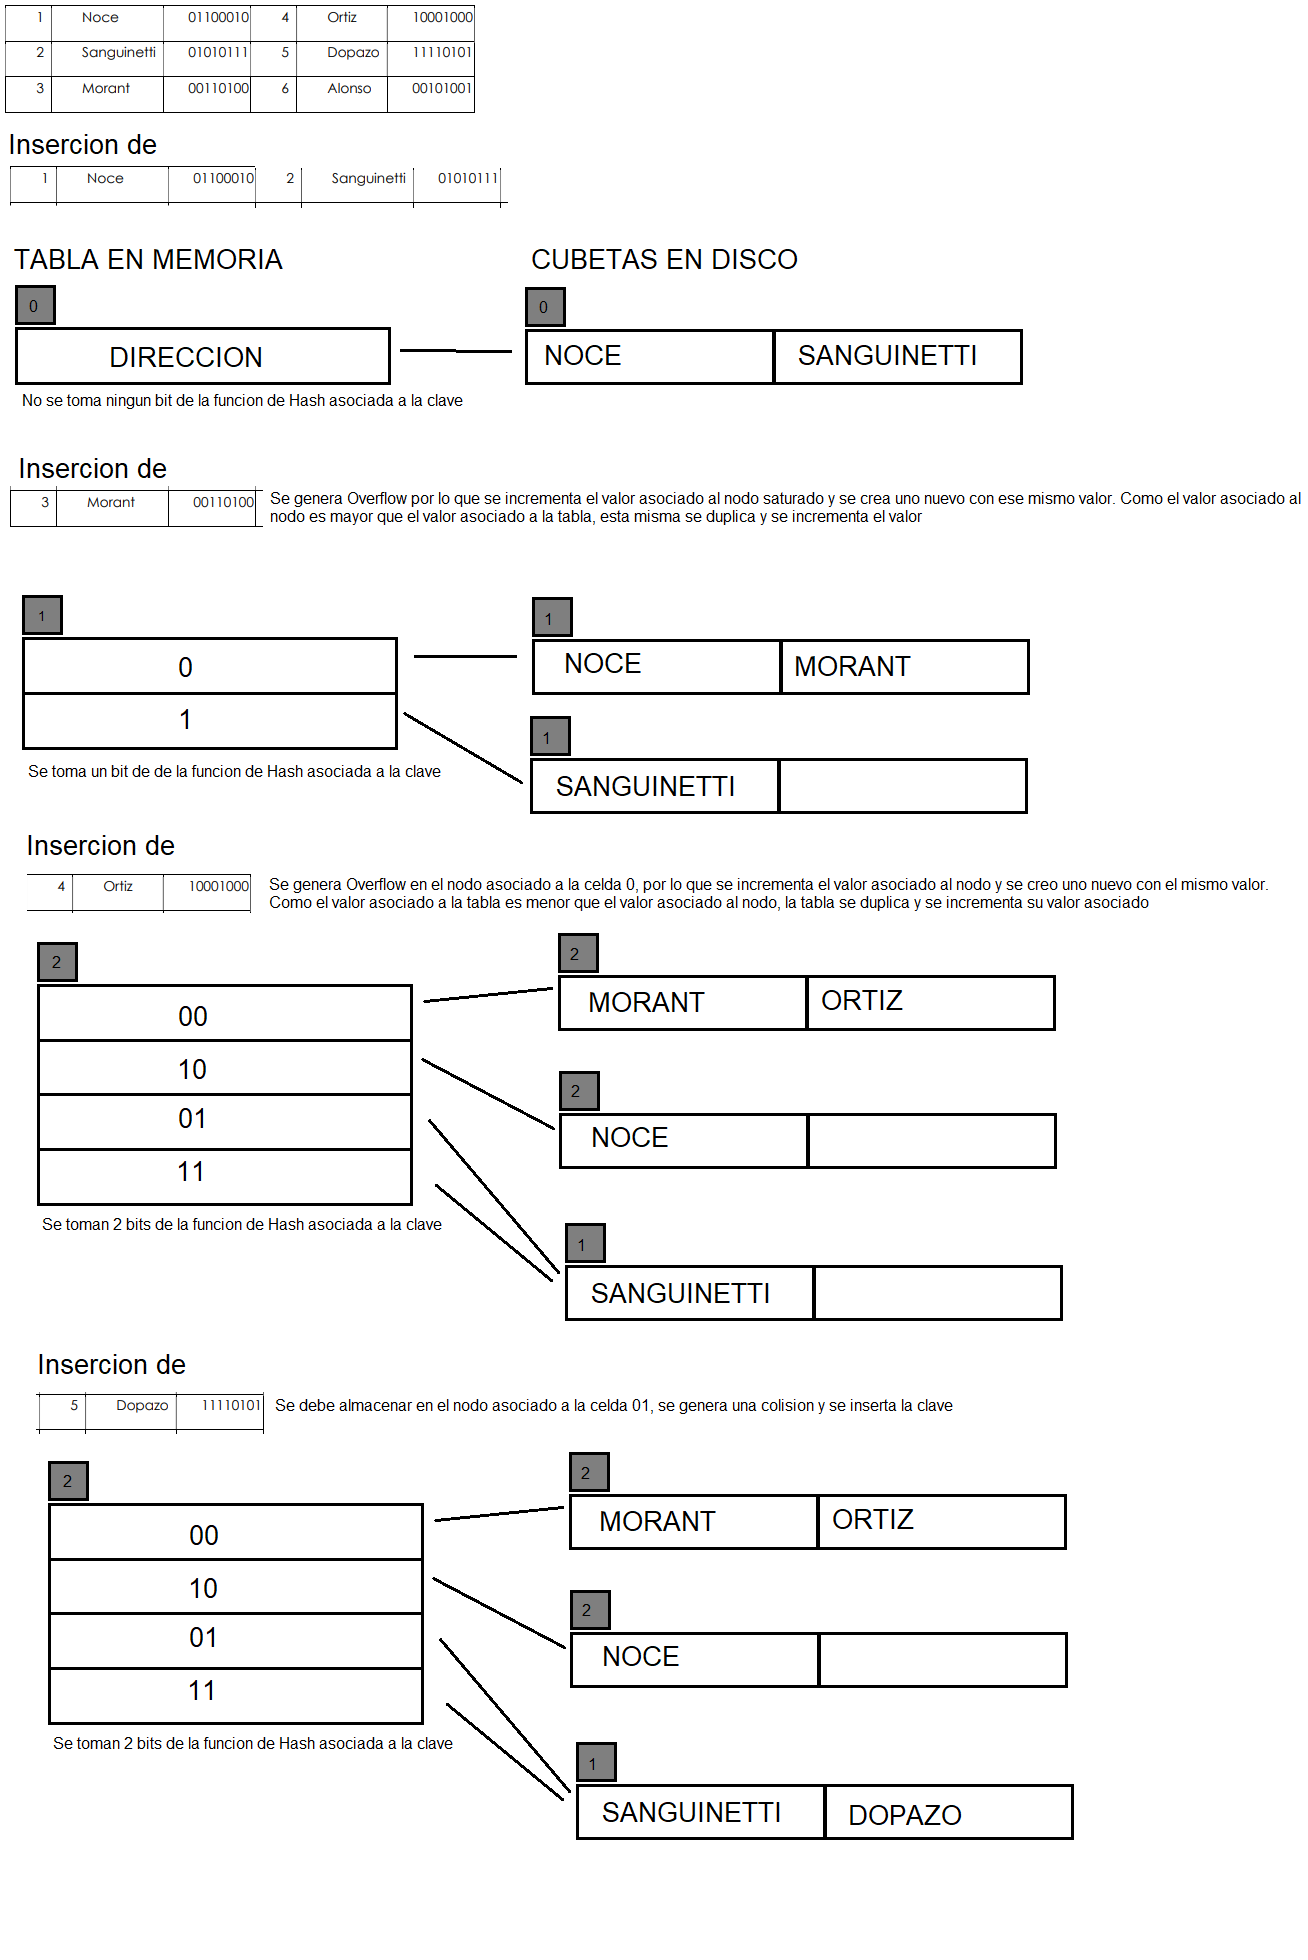 1 Noce 01100010 4 Ortiz 10001000
2 Sanguinetti 01010111 5 Dopazo 11110101
3 Morant 00110100 6 Alonso 00101001
Insercion de
1 Noce 01100010 2 Sanguinetti 01010111
TABLA EN MEMORIA CUBETAS EN DISCO
0 0
DIRECCION NOCE SANGUINETTI
No se toma ningun bit de la funcion de Hash asociada a la clave
Insercion de
3 Morant 00110100
Se genera Overflow por lo que se incrementa el valor asociado al nodo saturado y se crea uno nuevo con ese mismo valor. Como el valor asociado al
nodo es mayor que el valor asociado a la tabla, esta misma se duplica y se incrementa el valor
1 1
0 NOCE MORANT
1
1
SANGUINETTI
Se toma un bit de de la funcion de Hash asociada a la clave
Insercion de
4 Ortiz 10001000
Se genera Overflow en el nodo asociado a la celda 0, por lo que se incrementa el valor asociado al nodo y se creo uno nuevo con el mismo valor.
Como el valor asociado a la tabla es menor que el valor asociado al nodo, la tabla se duplica y se incrementa su valor asociado
2 2
00 MORANT ORTIZ
10
2
01 NOCE
11
Se toman 2 bits de la funcion de Hash asociada a la clave
1
SANGUINETTI
Insercion de
5 Dopazo 11110101
Se debe almacenar en el nodo asociado a la celda 01, se genera una colision y se inserta la clave
2 2
00 MORANT ORTIZ
10
2
01 NOCE
11
Se toman 2 bits de la funcion de Hash asociada a la clave
1
SANGUINETTI DOPAZO